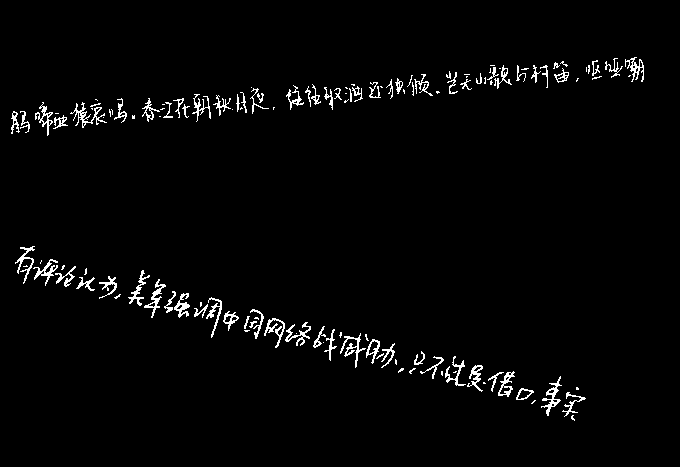 鹃啼血猿哀鸣。春江花朝秋月夜，往往取酒还独倾。岂无山歌与村笛，呕哑嘲
有评论认为，美军强调中国网络战威胁，只不过是借口，事实